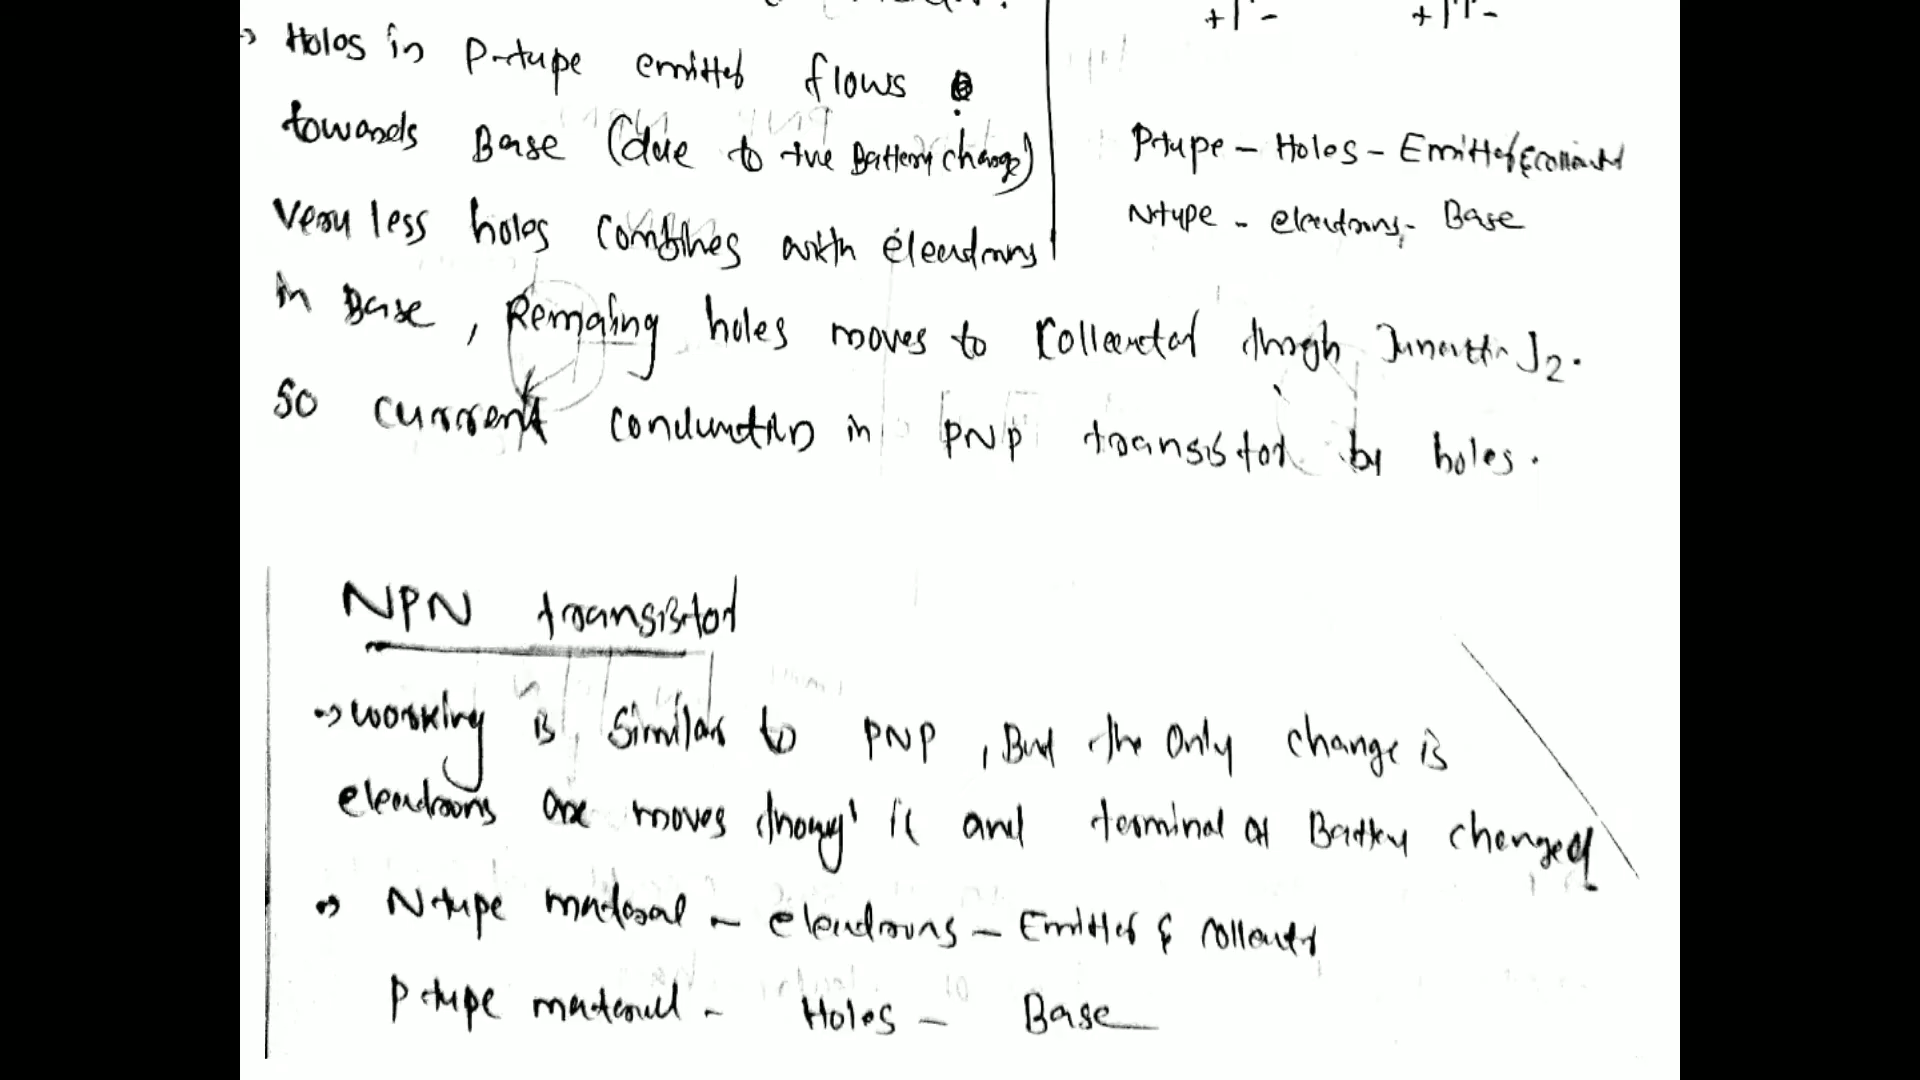 + -
+ -
→ Holes in P-type emitter flows
towards Base (due to +ve Battery charge)
Very less holes combines with electrons
in Base, Remaing holes moves to Collector throgh Junction J2.
So current conduction in PNP transistor by holes.
P-type - Holes - Emitter & collector
N-type - electrons - Base
NPN transistor
→ working is similar to PNP, But the only change is
electrons are moves through it and terminal of Battery changed
→ N-type material - electrons - Emitter & collector
P-type material - Holes - Base